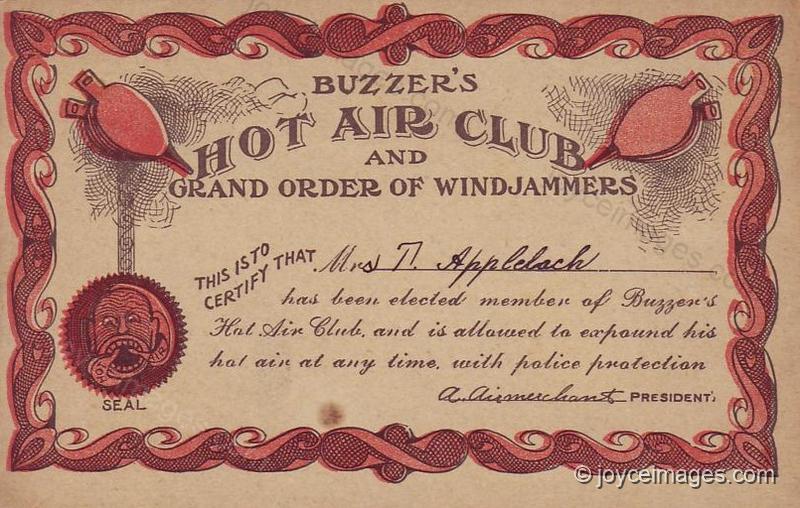 BUZZER'S
HOT AIR CLUB
AND
GRAND ORDER OF WINDJAMMERS
THIS IS TO
CERTIFY THAT Mrs T. Applebach
has been elected member of Buzzer's
Hot Air Club, and is allowed to expound his
hot air at any time, with police protection
A. Airmerchant PRESIDENT.
SEAL
© joyceimages.com